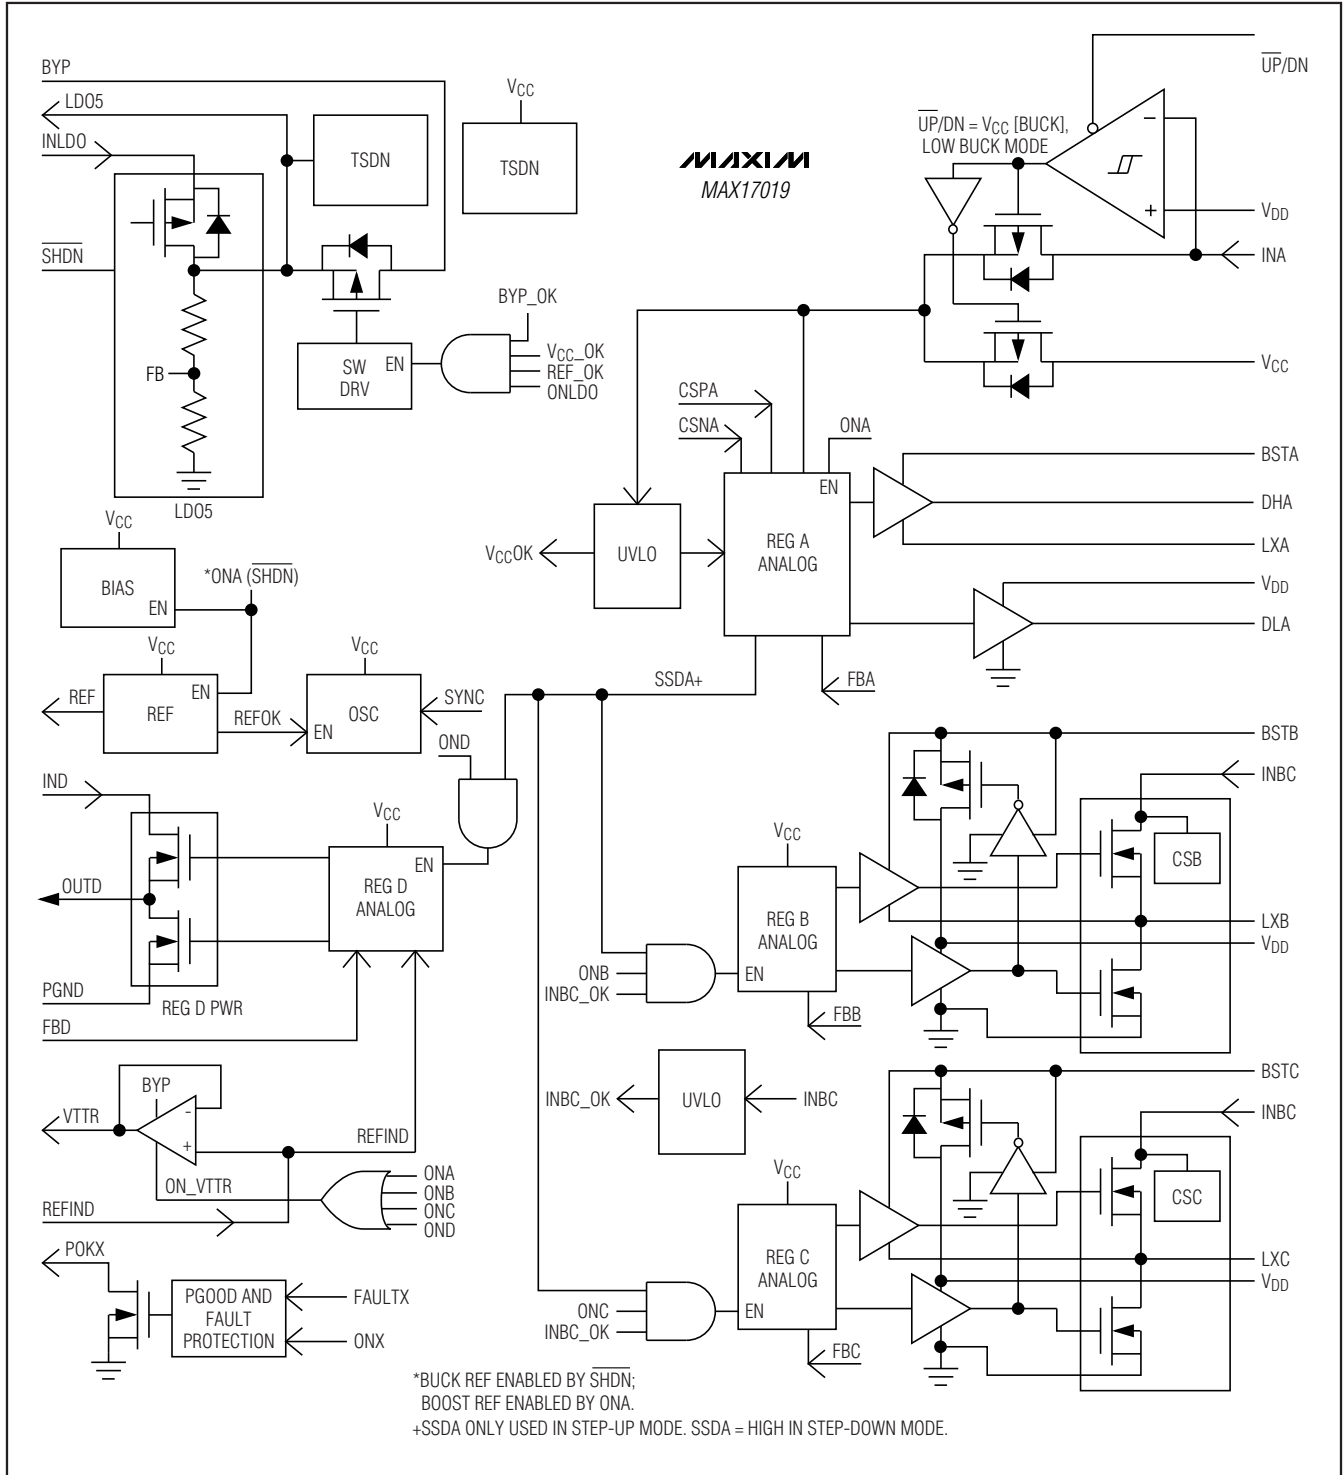 BYP
LDO5
INLDO
SHDN
TSDN
VCC
TSDN
MAXIM
MAX17019
UP/DN = VCC [BUCK],
LOW BUCK MODE
UP/DN
−
+
VDD
INA
VCC
FB
LDO5
SW
DRV
EN
BYP_OK
VCC_OK
REF_OK
ONLDO
CSPA
CSNA
ONA
EN
REG A
ANALOG
UVLO
VCCOK
BSTA
DHA
LXA
VDD
DLA
FBA
SSDA+
VCC
BIAS
EN
*ONA (SHDN)
VCC
REF
EN
REF
REFOK
VCC
OSC
EN
SYNC
OND
IND
OUTD
PGND
REG D PWR
FBD
VCC
EN
REG D
ANALOG
BSTB
INBC
CSB
LXB
VDD
VCC
REG B
ANALOG
EN
ONB
INBC_OK
FBB
INBC_OK
UVLO
INBC
BYP
-
+
VTTR
REFIND
ON_VTTR
ONA
ONB
ONC
OND
REFIND
POKX
PGOOD AND
FAULT
PROTECTION
FAULTX
ONX
BSTC
INBC
CSC
LXC
VDD
VCC
REG C
ANALOG
EN
ONC
INBC_OK
FBC
*BUCK REF ENABLED BY SHDN;
BOOST REF ENABLED BY ONA.
+SSDA ONLY USED IN STEP-UP MODE. SSDA = HIGH IN STEP-DOWN MODE.